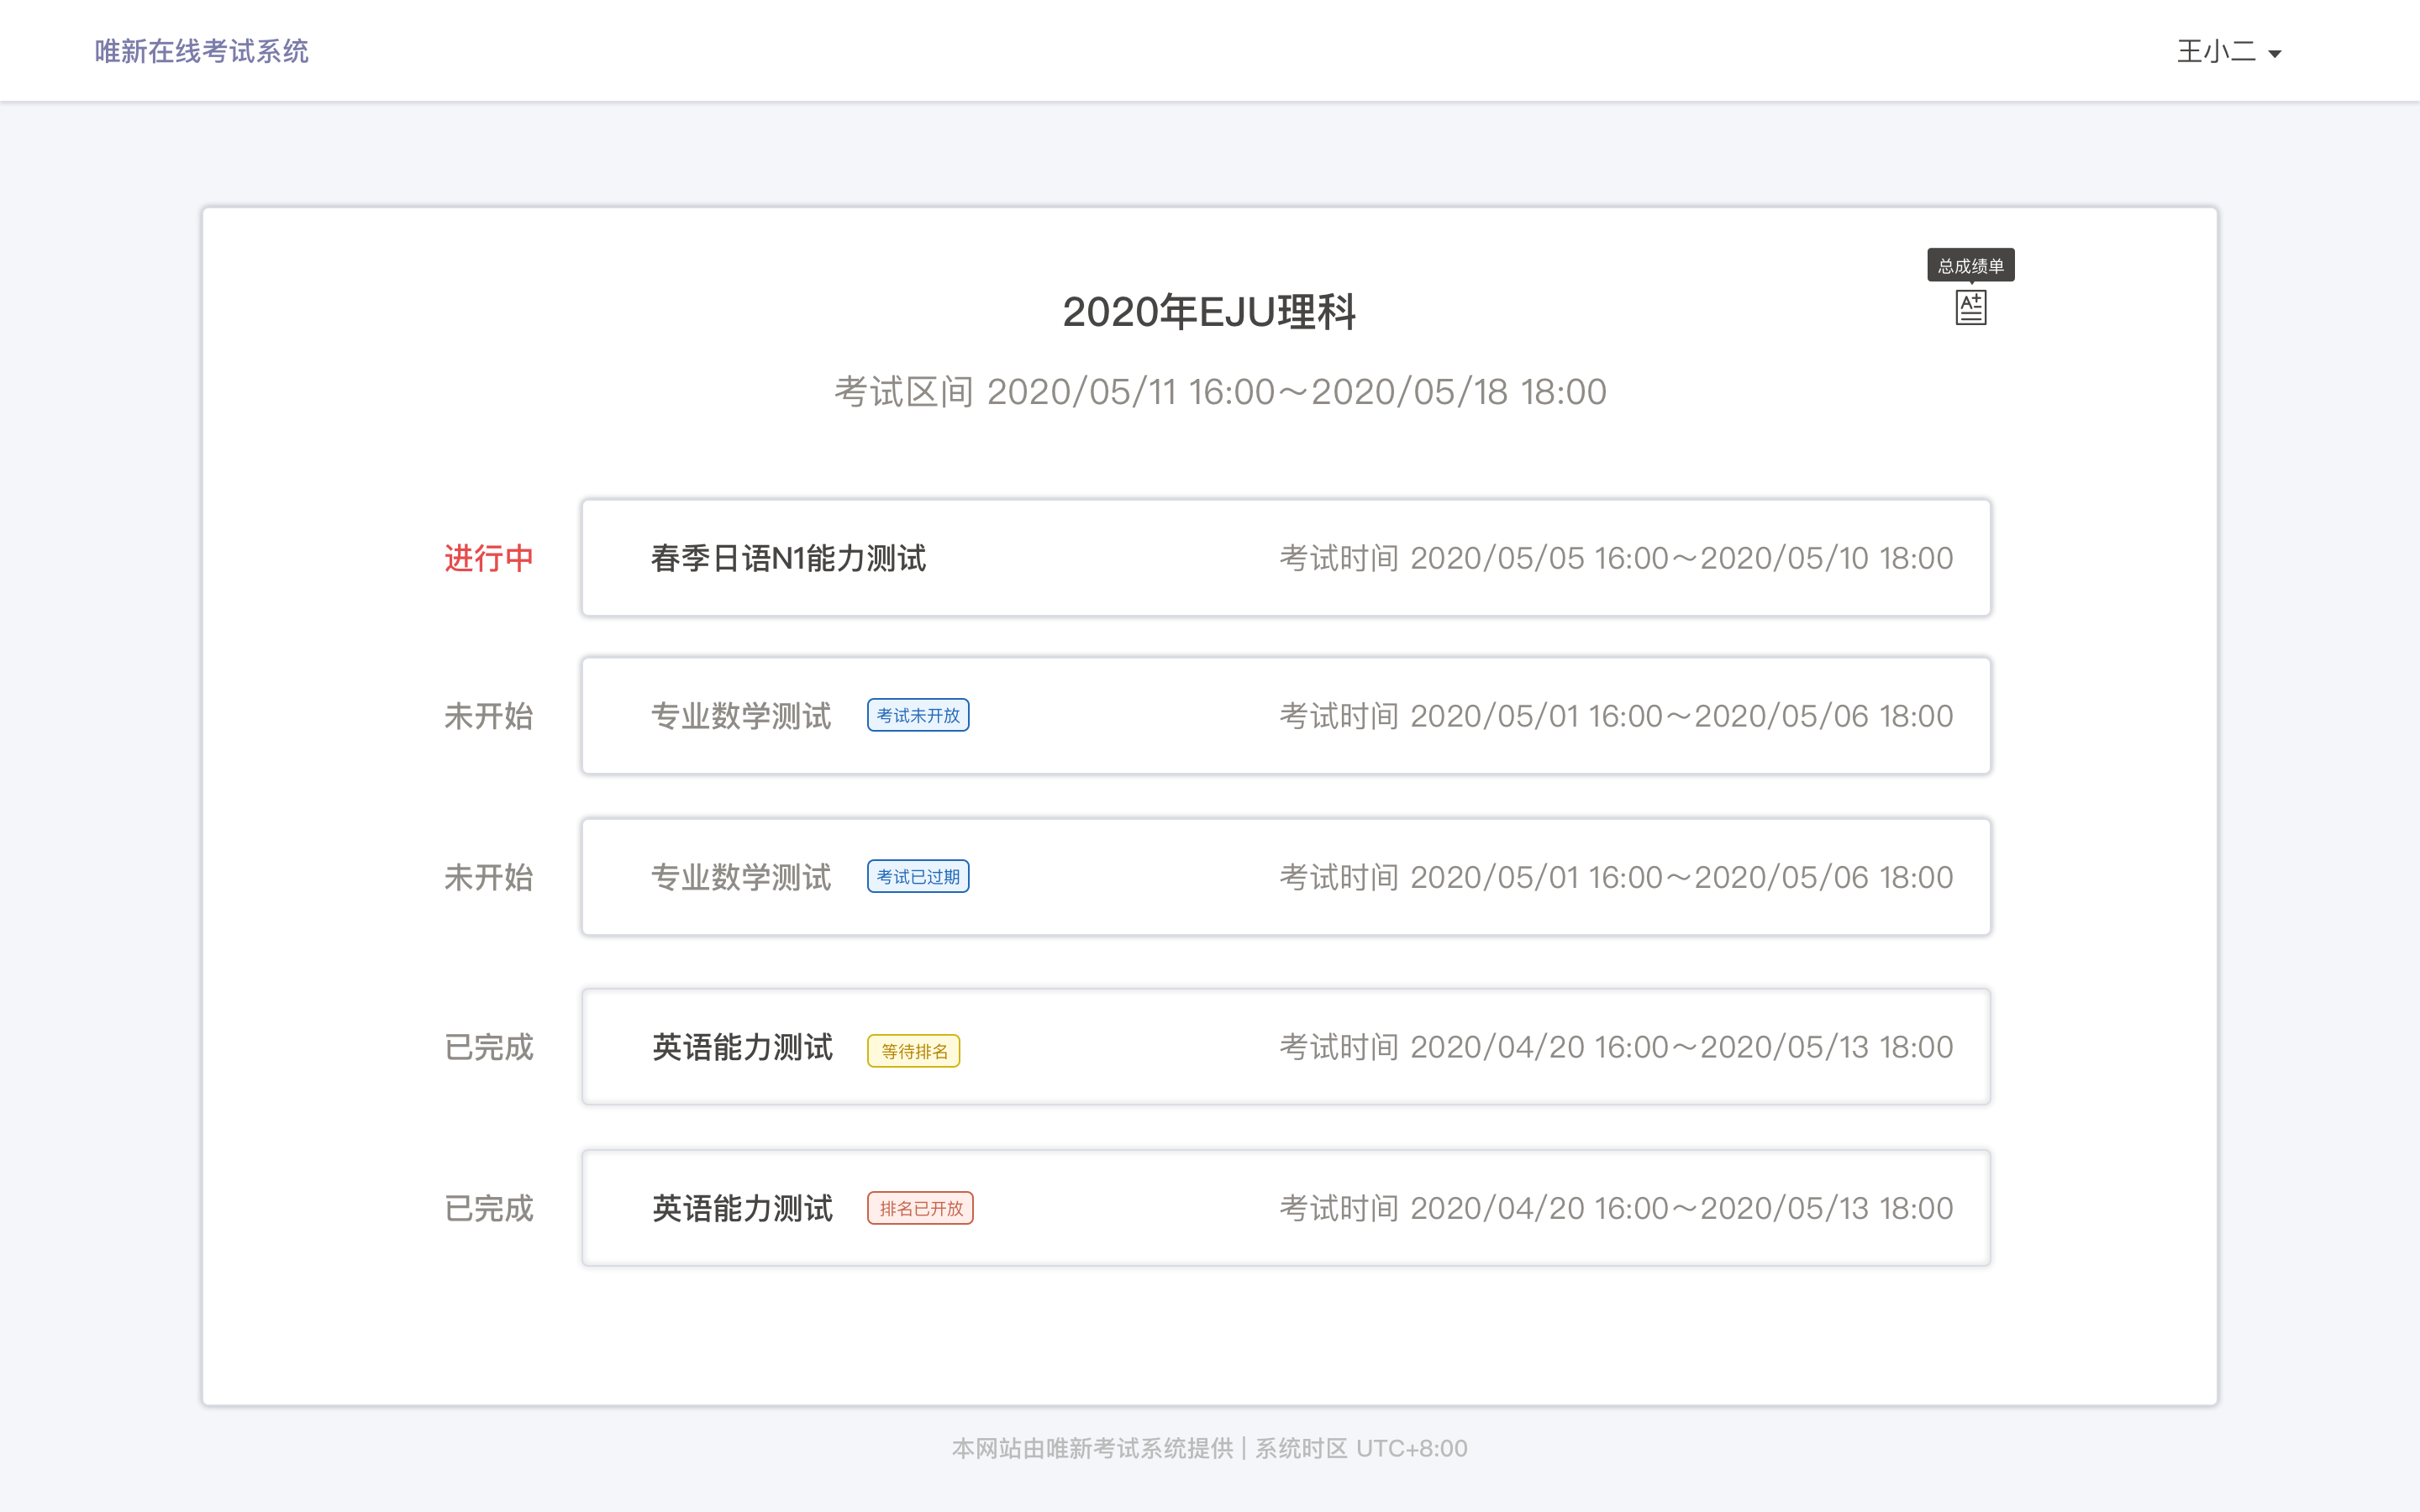 唯新在线考试系统
王小二
总成绩单
A+
2020年EJU理科
考试区间 2020/05/11 16:00～2020/05/18 18:00
进行中
春季日语N1能力测试
考试时间 2020/05/05 16:00～2020/05/10 18:00
未开始
专业数学测试
考试未开放
考试时间 2020/05/01 16:00～2020/05/06 18:00
未开始
专业数学测试
考试已过期
考试时间 2020/05/01 16:00～2020/05/06 18:00
已完成
英语能力测试
等待排名
考试时间 2020/04/20 16:00～2020/05/13 18:00
已完成
英语能力测试
排名已开放
考试时间 2020/04/20 16:00～2020/05/13 18:00
本网站由唯新考试系统提供 | 系统时区 UTC+8:00